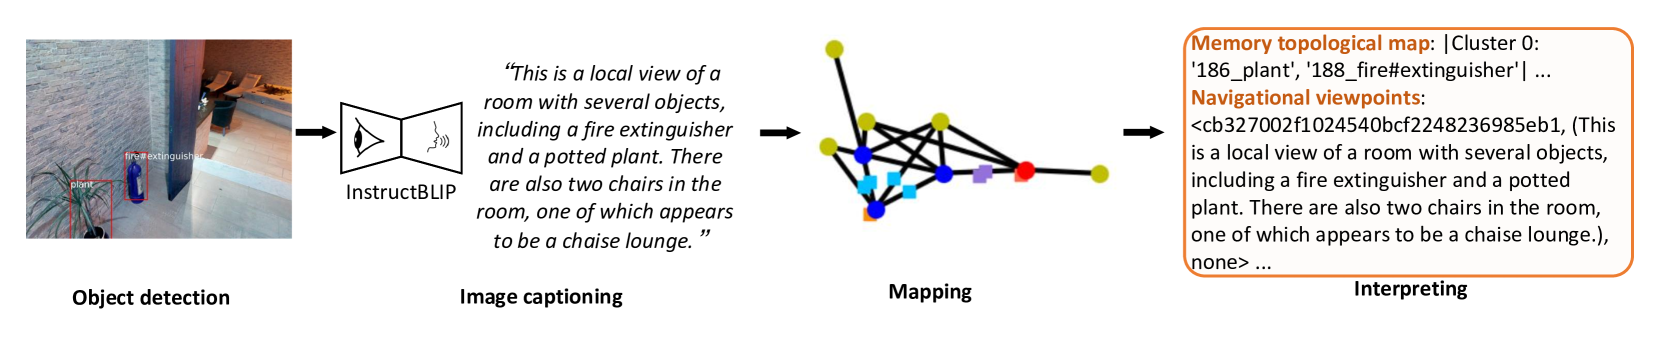 fire#extinguisher
plant
Object detection
InstructBLIP
“This is a local view of a
room with several objects,
including a fire extinguisher
and a potted plant. There
are also two chairs in the
room, one of which appears
to be a chaise lounge. ”
Image captioning
Mapping
Memory topological map: |Cluster 0:
'186_plant', '188_fire#extinguisher'| ...
Navigational viewpoints:
<cb327002f1024540bcf2248236985eb1, (This
is a local view of a room with several objects,
including a fire extinguisher and a potted
plant. There are also two chairs in the room,
one of which appears to be a chaise lounge.),
none> ...
Interpreting